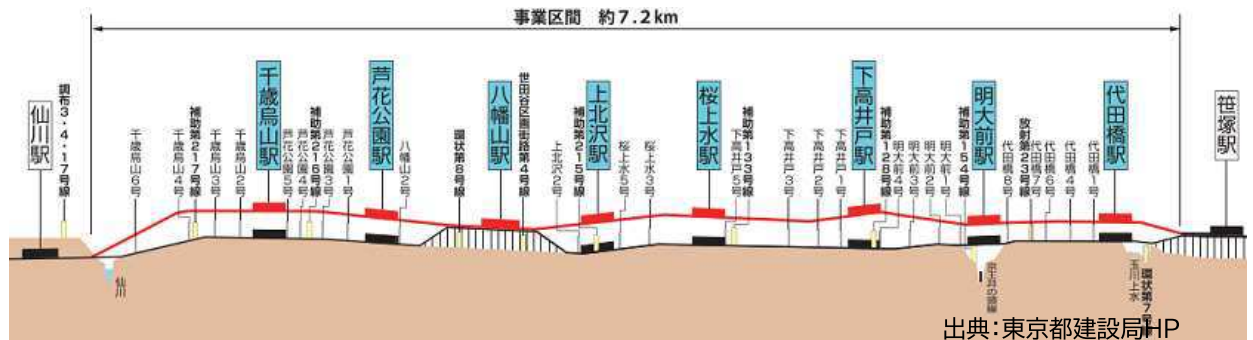 事業区間 約7.2km
仙川駅
調布3・4・17号線
千歳烏山6号
千歳烏山4号
補助第217号線
千歳烏山3号
千歳烏山2号
千歳烏山駅
芦花公園5号
芦花公園4号
補助第216号線
芦花公園3号
芦花公園1号
芦花公園駅
八幡山2号
環状第8号線
八幡山駅
世田谷区画街路第4号線
上北沢2号
補助第215号線
上北沢駅
桜上水5号
桜上水3号
桜上水駅
下高井戸5号
補助第133号線
下高井戸3号
下高井戸2号
下高井戸1号
下高井戸駅
補助第128号線
明大前4号
明大前3号
明大前2号
明大前1号
補助第154号線
明大前駅
代田橋8号
放射第23号線
代田橋7号
代田橋6号
代田橋4号
代田橋1号
代田橋駅
笹塚駅
仙川
京王井の頭線
玉川上水
環状第7号線
出典：東京都建設局HP